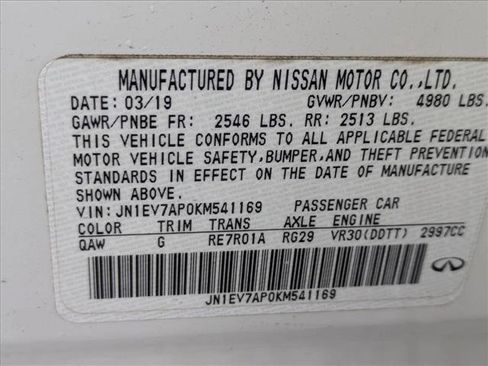 MANUFACTURED BY NISSAN MOTOR CO.,LTD.
DATE: 03/19 GVWR/PNBV: 4980 LBS.
GAWR/PNBE FR: 2546 LBS. RR: 2513 LBS.
THIS VEHICLE CONFORMS TO ALL APPLICABLE FEDERAL
MOTOR VEHICLE SAFETY,BUMPER,AND THEFT PREVENTION
STANDARDS IN EFFECT ON THE DATE OF MANUFACTURE
SHOWN ABOVE.
VIN: JN1EV7AP0KM541169 PASSENGER CAR
COLOR TRIM TRANS AXLE ENGINE
QAW G RE7R01A RG29 VR30(DDTT) 2997CC
JN1EV7AP0KM541169